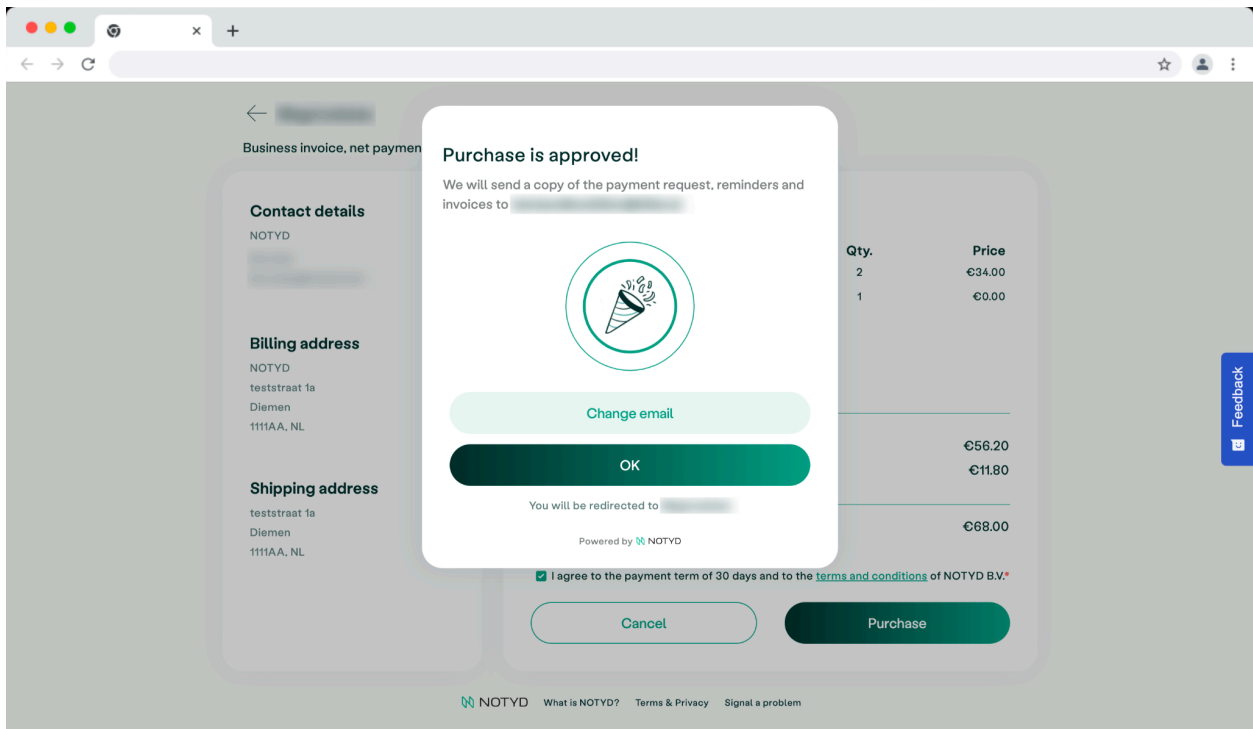 Business invoice, net paymen
Contact details
NOTYD
Billing address
NOTYD
teststraat 1a
Diemen
1111AA, NL
Shipping address
teststraat 1a
Diemen
1111AA, NL
Purchase is approved!
We will send a copy of the payment request, reminders and
invoices to
Change email
OK
You will be redirected to
Powered by NOTYD
Qty. Price
2 €34.00
1 €0.00
€56.20
€11.80
€68.00
I agree to the payment term of 30 days and to the terms and conditions of NOTYD B.V.*
Cancel Purchase
Feedback
NOTYD What is NOTYD? Terms & Privacy Signal a problem